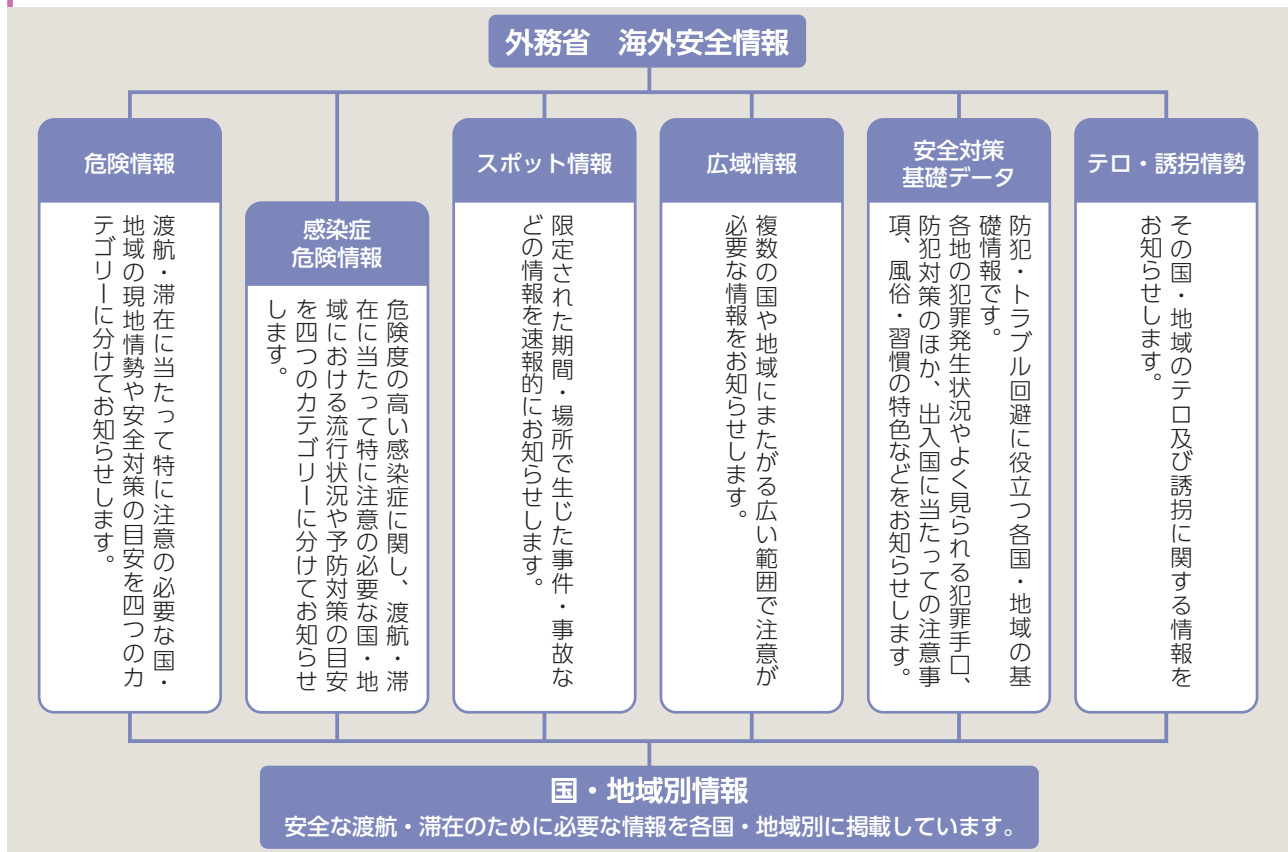 外務省　海外安全情報
危険情報
渡航・滞在に当たって特に注意の必要な国・
地域の現地情勢や安全対策の目安を四つのカ
テゴリーに分けてお知らせします。
感染症
危険情報
危険度の高い感染症に関し、渡航・滞
在に当たって特に注意の必要な国・地
域における流行状況や予防対策の目安
を四つのカテゴリーに分けてお知らせ
します。
スポット情報
限定された期間・場所で生じた事件・事故な
どの情報を速報的にお知らせします。
広域情報
複数の国や地域にまたがる広い範囲で注意が
必要な情報をお知らせします。
安全対策
基礎データ
防犯・トラブル回避に役立つ各国・地域の基
礎情報です。
各地の犯罪発生状況やよく見られる犯罪手口、
防犯対策のほか、出入国に当たっての注意事
項、風俗・習慣の特色などをお知らせします。
テロ・誘拐情勢
その国・地域のテロ及び誘拐に関する情報を
お知らせします。
国・地域別情報
安全な渡航・滞在のために必要な情報を各国・地域別に掲載しています。